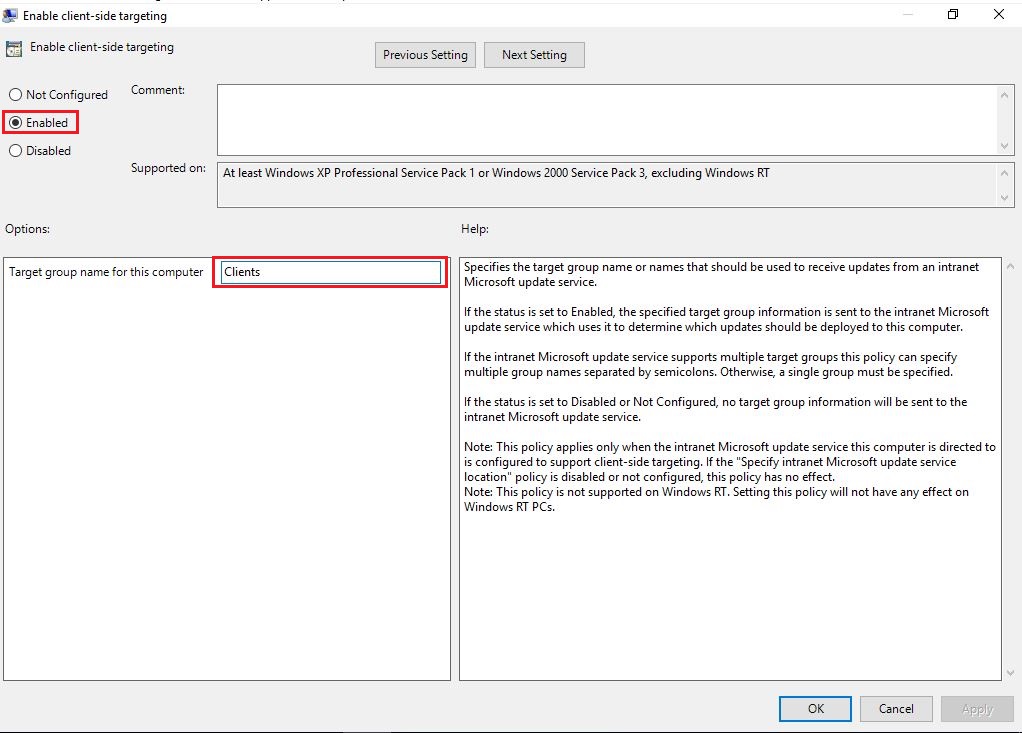 Enable client-side targeting
Enable client-side targeting
Previous Setting
Next Setting
Not Configured
Comment:
Enabled
Disabled
Supported on:
At least Windows XP Professional Service Pack 1 or Windows 2000 Service Pack 3, excluding Windows RT
Options:
Help:
Target group name for this computer
Clients
Specifies the target group name or names that should be used to receive updates from an intranet
Microsoft update service.
If the status is set to Enabled, the specified target group information is sent to the intranet Microsoft
update service which uses it to determine which updates should be deployed to this computer.
If the intranet Microsoft update service supports multiple target groups this policy can specify
multiple group names separated by semicolons. Otherwise, a single group must be specified.
If the status is set to Disabled or Not Configured, no target group information will be sent to the
intranet Microsoft update service.
Note: This policy applies only when the intranet Microsoft update service this computer is directed to
is configured to support client-side targeting. If the "Specify intranet Microsoft update service
location" policy is disabled or not configured, this policy has no effect.
Note: This policy is not supported on Windows RT. Setting this policy will not have any effect on
Windows RT PCs.
OK
Cancel
Apply